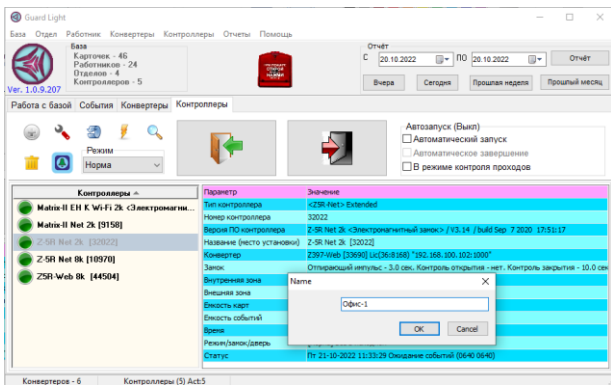 Guard Light
База Отдел Работник Конвертеры Контроллеры Отчеты Помощь
База
Карточек - 46
Работников - 24
Отделов - 4
Контроллеров - 5
Ver. 1.0.9.207
Отчёт
С 20.10.2022 ПО 20.10.2022 Отчёт
Вчера Сегодня Прошлая неделя Прошлый месяц
Работа с базой События Конвертеры Контроллеры
Режим
Норма
Автозапуск (Выкл)
Автоматический запуск
Автоматическое завершение
В режиме контроля проходов
Контроллеры
Matrix-II EH K Wi-Fi 2k <Электромагни...
Matrix-II Net 2k [9158]
Z-5R Net 2k [32022]
Z-5R Net 8k [10970]
Z5R-Web 8k [44504]
Параметр Значение
Тип контроллера <Z5R-Net> Extended
Номер контроллера 32022
Версия ПО контроллера Z-5R Net 2k <Электромагнитный замок> / V3.14 / build Sep 7 2020 17:51:17
Название (место установки) Z-5R Net 2k [32022]
Конвертер Z397-Web [33690] Lic(36:8168) "192.168.100.102:1000"
Замок Отпирающий импульс - 3.0 сек. Контроль открытия - нет. Контроль закрытия - 10.0 сек
Внутренняя зона
Внешняя зона
Емкость карт
Емкость событий
Время
Режим/замок/дверь
Статус Пт 21-10-2022 11:33:29 Ожидание событий (0640 0640)
Name
Офис-1
OK Cancel
Конвертеров - 6 Контроллеры (5) Act:5